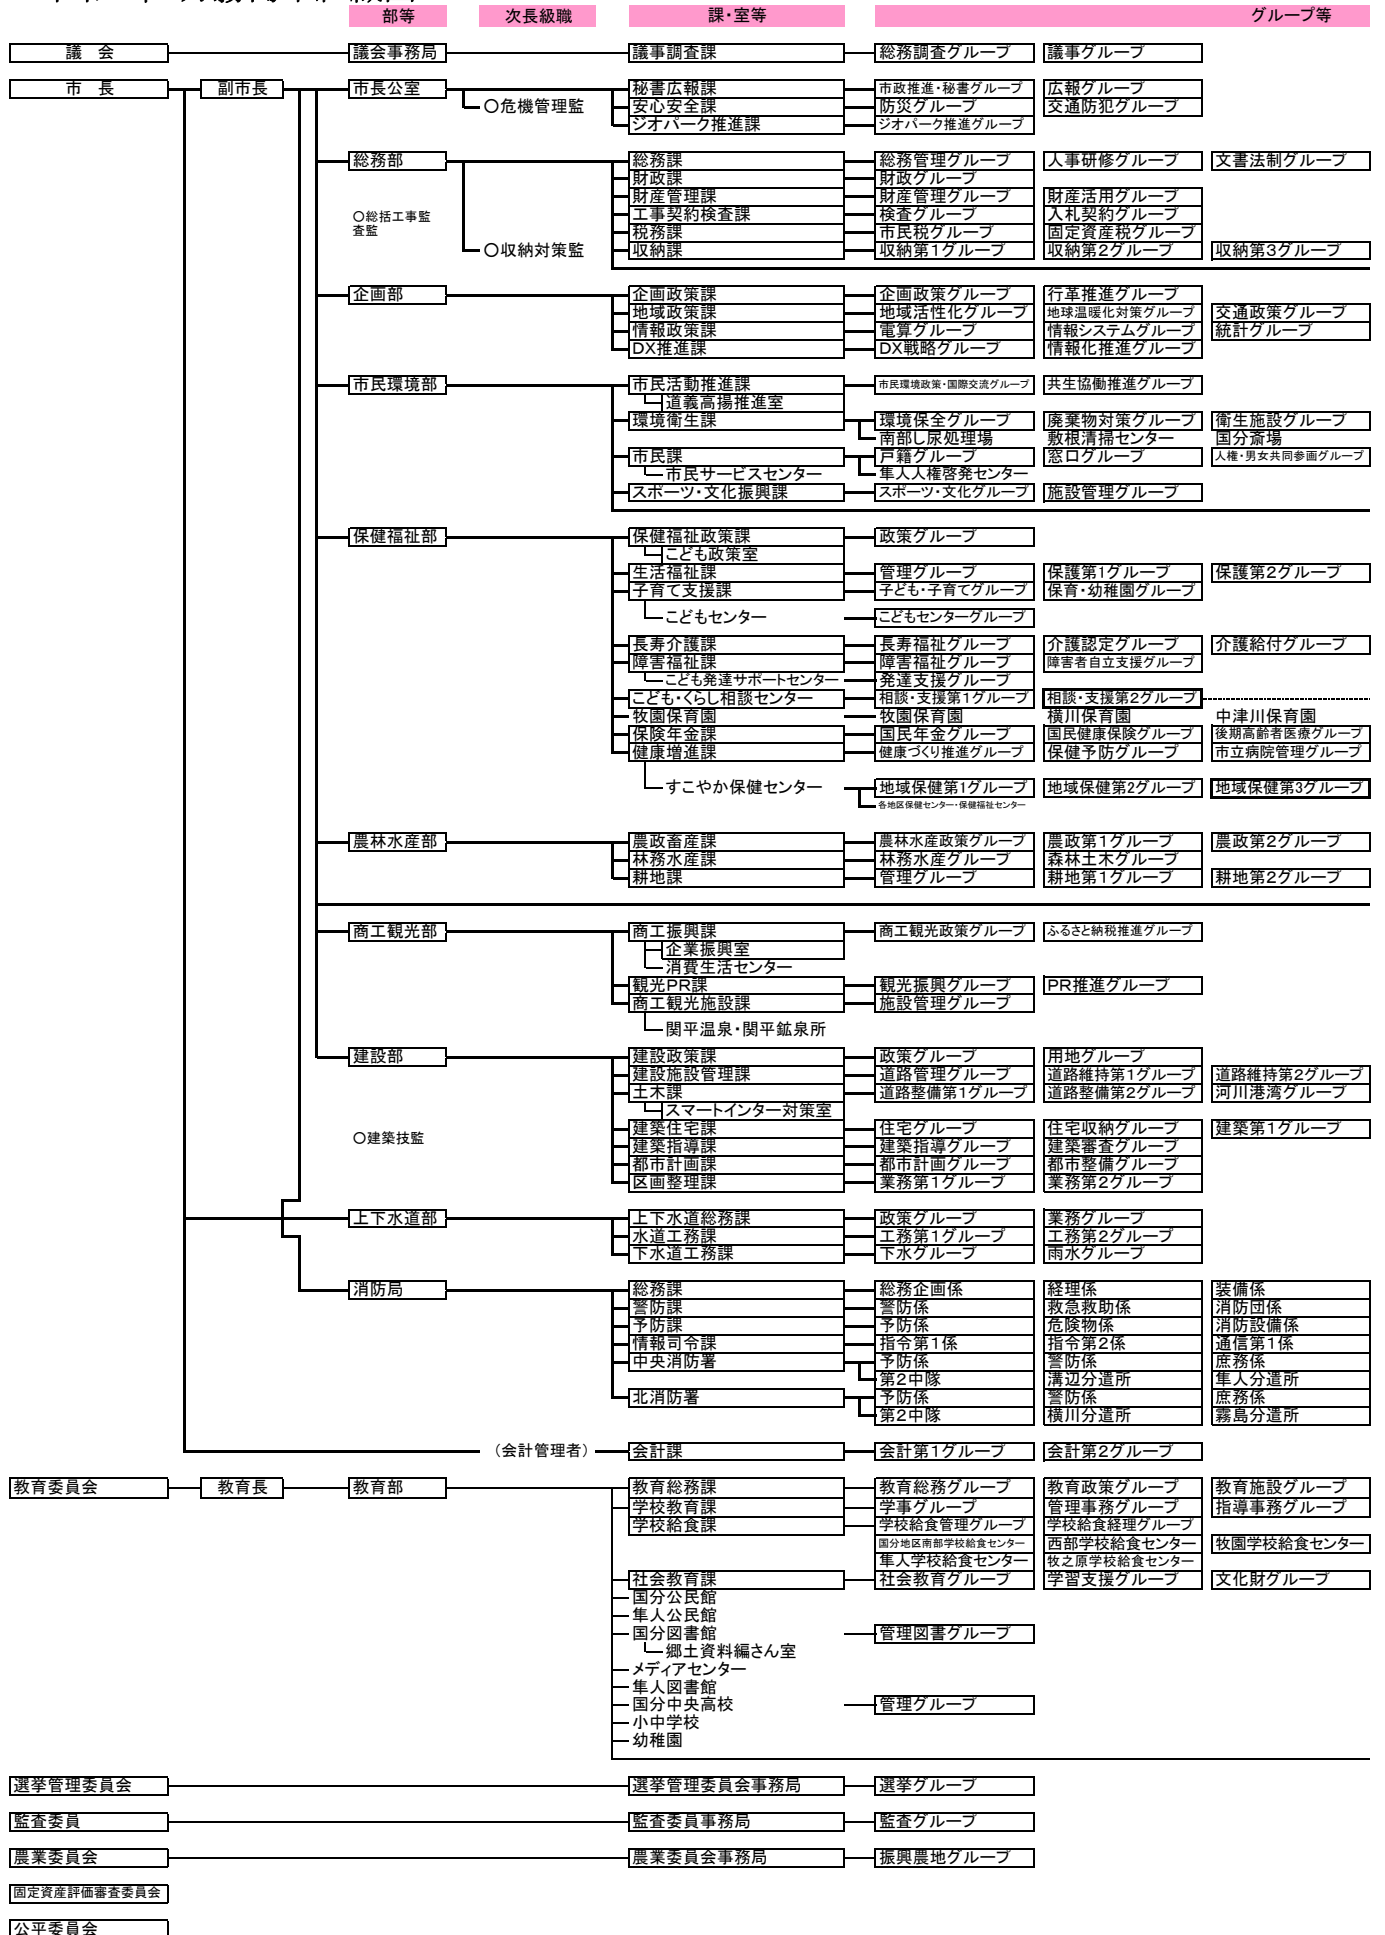 部等 次長級職 課・室等 グループ等
議　会 議会事務局 議事調査課 総務調査グループ 議事グループ
市　長 副市長 市長公室 秘書広報課 市政推進・秘書グループ 広報グループ
〇危機管理監 安心安全課 防災グループ 交通防犯グループ
ジオパーク推進課 ジオパーク推進グループ
総務部 総務課 総務管理グループ 人事研修グループ 文書法制グループ
財政課 財政グループ
財産管理課 財産管理グループ 財産活用グループ
〇総括工事監 工事契約検査課 検査グループ 入札契約グループ
査監 税務課 市民税グループ 固定資産税グループ
〇収納対策監 収納課 収納第1グループ 収納第2グループ 収納第3グループ
企画部 企画政策課 企画政策グループ 行革推進グループ
地域政策課 地域活性化グループ 地球温暖化対策グループ 交通政策グループ
情報政策課 電算グループ 情報システムグループ 統計グループ
DX推進課 DX戦略グループ 情報化推進グループ
市民環境部 市民活動推進課 市民環境政策・国際交流グループ 共生協働推進グループ
道義高揚推進室
環境衛生課 環境保全グループ 廃棄物対策グループ 衛生施設グループ
南部し尿処理場 敷根清掃センター 国分斎場
市民課 戸籍グループ 窓口グループ 人権・男女共同参画グループ
市民サービスセンター 隼人人権啓発センター
スポーツ・文化振興課 スポーツ・文化グループ 施設管理グループ
保健福祉部 保健福祉政策課 政策グループ
こども政策室
生活福祉課 管理グループ 保護第1グループ 保護第2グループ
子育て支援課 子ども・子育てグループ 保育・幼稚園グループ
こどもセンター こどもセンターグループ
長寿介護課 長寿福祉グループ 介護認定グループ 介護給付グループ
障害福祉課 障害福祉グループ 障害者自立支援グループ
こども発達サポートセンター 発達支援グループ
こども・くらし相談センター 相談・支援第1グループ 相談・支援第2グループ
牧園保育園 牧園保育園 横川保育園 中津川保育園
保険年金課 国民年金グループ 国民健康保険グループ 後期高齢者医療グループ
健康増進課 健康づくり推進グループ 保健予防グループ 市立病院管理グループ
すこやか保健センター 地域保健第1グループ 地域保健第2グループ 地域保健第3グループ
各地区保健センター・保健福祉センター
農林水産部 農政畜産課 農林水産政策グループ 農政第1グループ 農政第2グループ
林務水産課 林務水産グループ 森林土木グループ
耕地課 管理グループ 耕地第1グループ 耕地第2グループ
商工観光部 商工振興課 商工観光政策グループ ふるさと納税推進グループ
企業振興室
消費生活センター
観光PR課 観光振興グループ PR推進グループ
商工観光施設課 施設管理グループ
関平温泉・関平鉱泉所
建設部 建設政策課 政策グループ 用地グループ
建設施設管理課 道路管理グループ 道路維持第1グループ 道路維持第2グループ
土木課 道路整備第1グループ 道路整備第2グループ 河川港湾グループ
スマートインター対策室
〇建築技監 建築住宅課 住宅グループ 住宅収納グループ 建築第1グループ
建築指導課 建築指導グループ 建築審査グループ
都市計画課 都市計画グループ 都市整備グループ
区画整理課 業務第1グループ 業務第2グループ
上下水道部 上下水道総務課 政策グループ 業務グループ
水道工務課 工務第1グループ 工務第2グループ
下水道工務課 下水グループ 雨水グループ
消防局 総務課 総務企画係 経理係 装備係
警防課 警防係 救急救助係 消防団係
予防課 予防係 危険物係 消防設備係
情報司令課 指令第1係 指令第2係 通信第1係
中央消防署 予防係 警防係 庶務係
第2中隊 溝辺分遣所 隼人分遣所
北消防署 予防係 警防係 庶務係
第2中隊 横川分遣所 霧島分遣所
（会計管理者） 会計課 会計第1グループ 会計第2グループ
教育委員会 教育長 教育部 教育総務課 教育総務グループ 教育政策グループ 教育施設グループ
学校教育課 学事グループ 管理事務グループ 指導事務グループ
学校給食課 学校給食管理グループ 学校給食経理グループ
国分地区南部学校給食センター 西部学校給食センター 牧園学校給食センター
隼人学校給食センター 牧之原学校給食センター
社会教育課 社会教育グループ 学習支援グループ 文化財グループ
国分公民館
隼人公民館
国分図書館 管理図書グループ
郷土資料編さん室
メディアセンター
隼人図書館
国分中央高校 管理グループ
小中学校
幼稚園
選挙管理委員会 選挙管理委員会事務局 選挙グループ
監査委員 監査委員事務局 監査グループ
農業委員会 農業委員会事務局 振興農地グループ
固定資産評価審査委員会
公平委員会